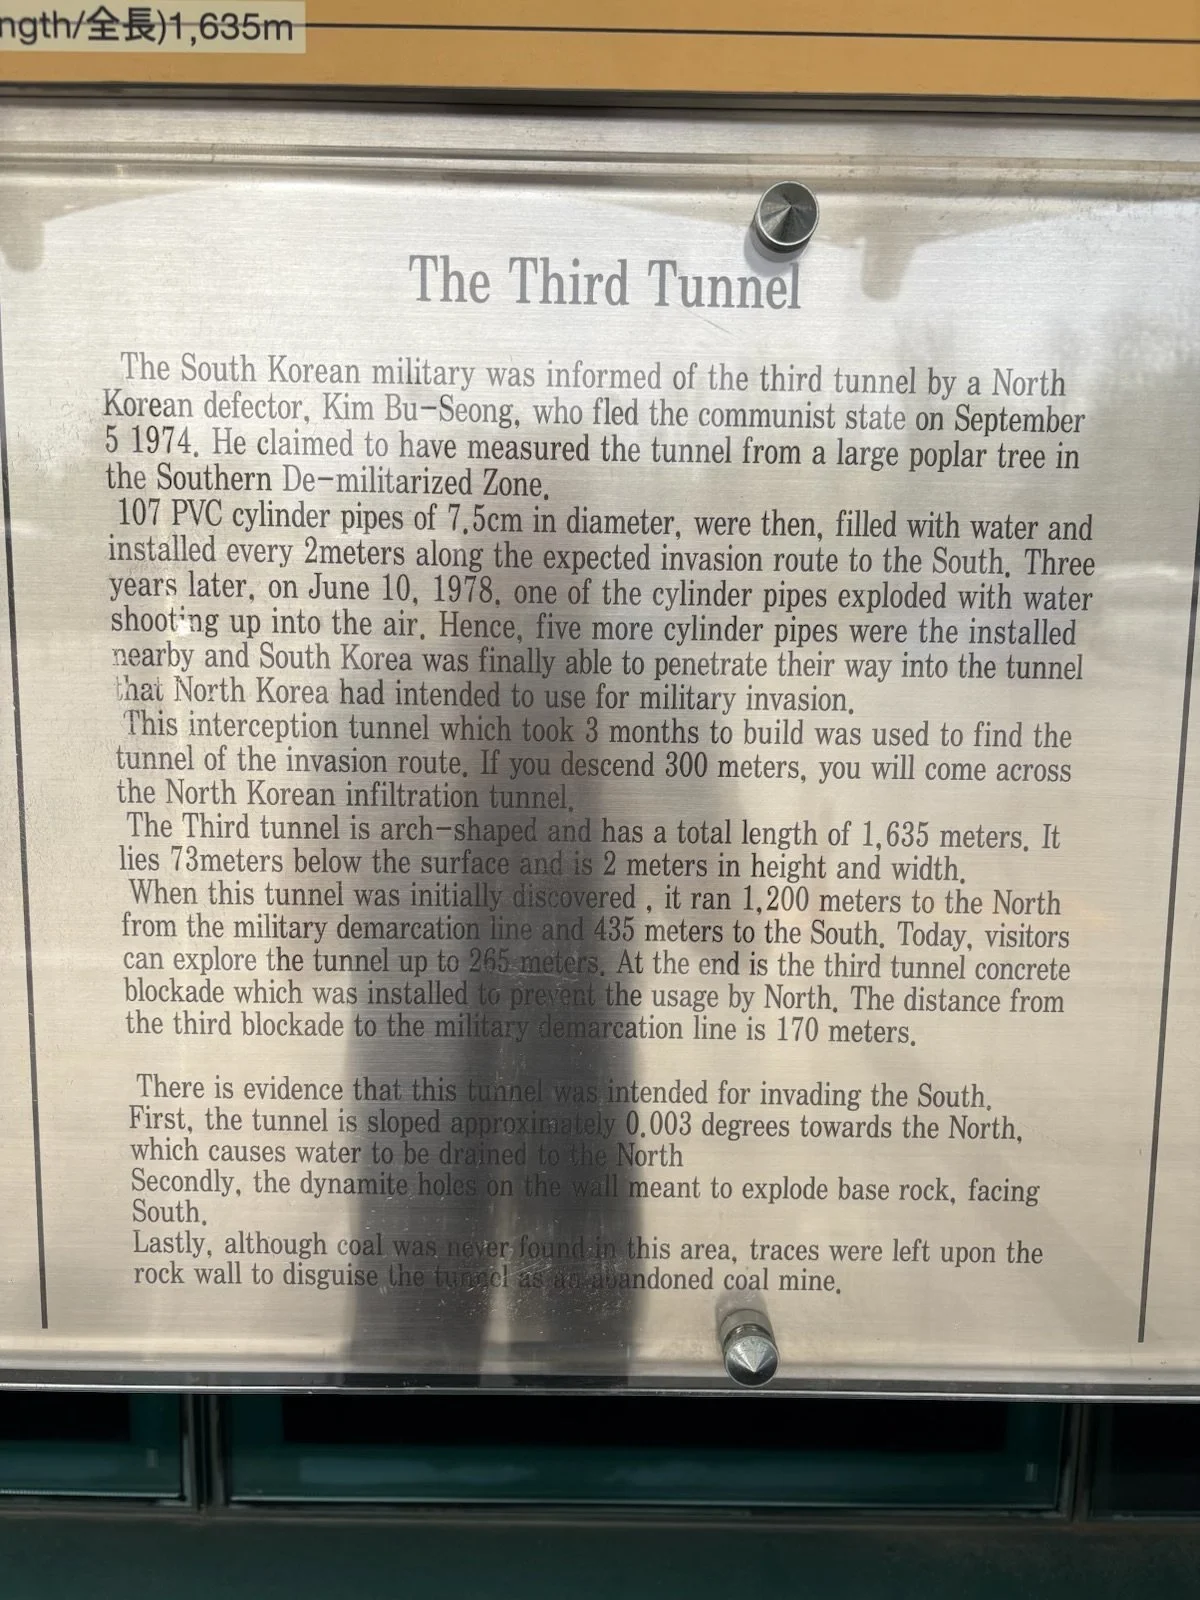 ngth/全長)1,635m
The Third Tunnel
The South Korean military was informed of the third tunnel by a North
Korean defector, Kim Bu-Seong, who fled the communist state on September
5 1974. He claimed to have measured the tunnel from a large poplar tree in
the Southern De-militarized Zone.
107 PVC cylinder pipes of 7.5cm in diameter, were then, filled with water and
installed every 2meters along the expected invasion route to the South. Three
years later, on June 10, 1978, one of the cylinder pipes exploded with water
shooting up into the air. Hence, five more cylinder pipes were the installed
nearby and South Korea was finally able to penetrate their way into the tunnel
that North Korea had intended to use for military invasion.
This interception tunnel which took 3 months to build was used to find the
tunnel of the invasion route. If you descend 300 meters, you will come across
the North Korean infiltration tunnel.
The Third tunnel is arch-shaped and has a total length of 1,635 meters. It
lies 73meters below the surface and is 2 meters in height and width.
When this tunnel was initially discovered , it ran 1,200 meters to the North
from the military demarcation line and 435 meters to the South. Today, visitors
can explore the tunnel up to 265 meters. At the end is the third tunnel concrete
blockade which was installed to prevent the usage by North. The distance from
the third blockade to the military demarcation line is 170 meters.
There is evidence that this tunnel was intended for invading the South.
First, the tunnel is sloped approximately 0.003 degrees towards the North,
which causes water to be drained to the North
Secondly, the dynamite holes on the wall meant to explode base rock, facing
South.
Lastly, although coal was never found in this area, traces were left upon the
rock wall to disguise the tunnel as an abandoned coal mine.